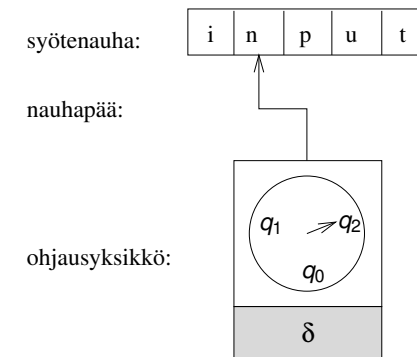 syötenauha: i n p u t
nauhapää:
q1 q2
ohjausyksikkö:
q0
δ